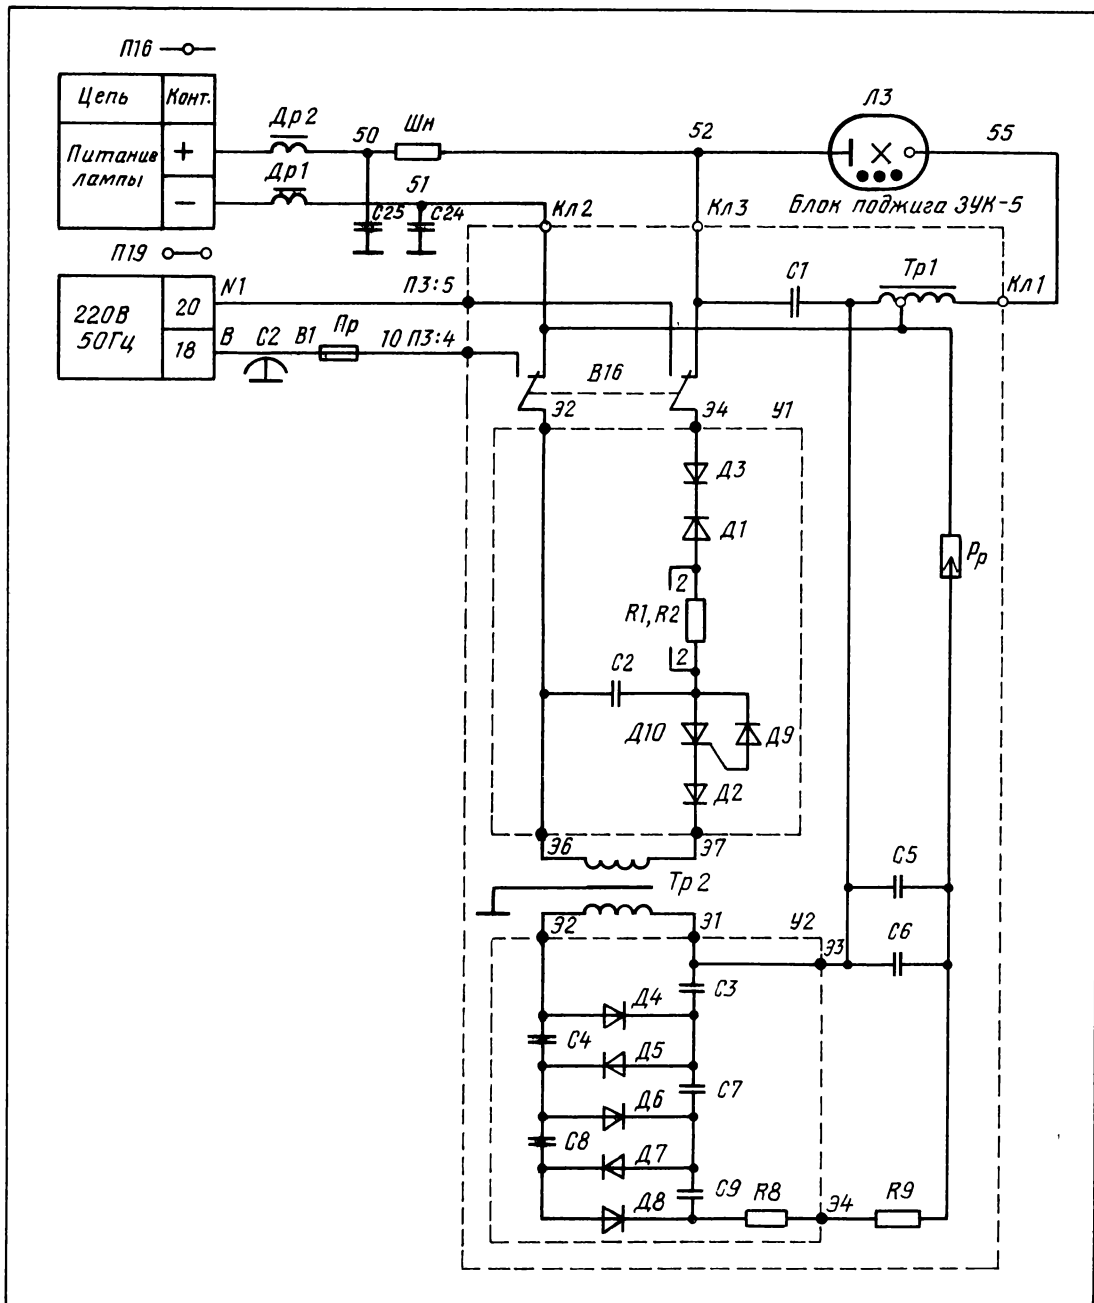 П16
Цепь Конт.
Питание лампы
+
—
Др2
Др1
50
Шн
51
С25
С24
52
Л3
55
Блок поджига ЗУК-5
Кл2
Кл3
Кл1
П19
220В
50Гц
20
18
N1
В
С2
В1
Пр
П3:5
10 П3:4
С1
Тр1
В16
Э2
Э4
У1
Д3
Д1
2
R1, R2
2
С2
Д10
Д9
Д2
Рр
Э6
Э7
Тр2
Э2
Э1
У2
Э3
С5
С6
С3
Д4
С4
Д5
С7
Д6
С8
Д7
С9
Д8
R8
Э4
R9